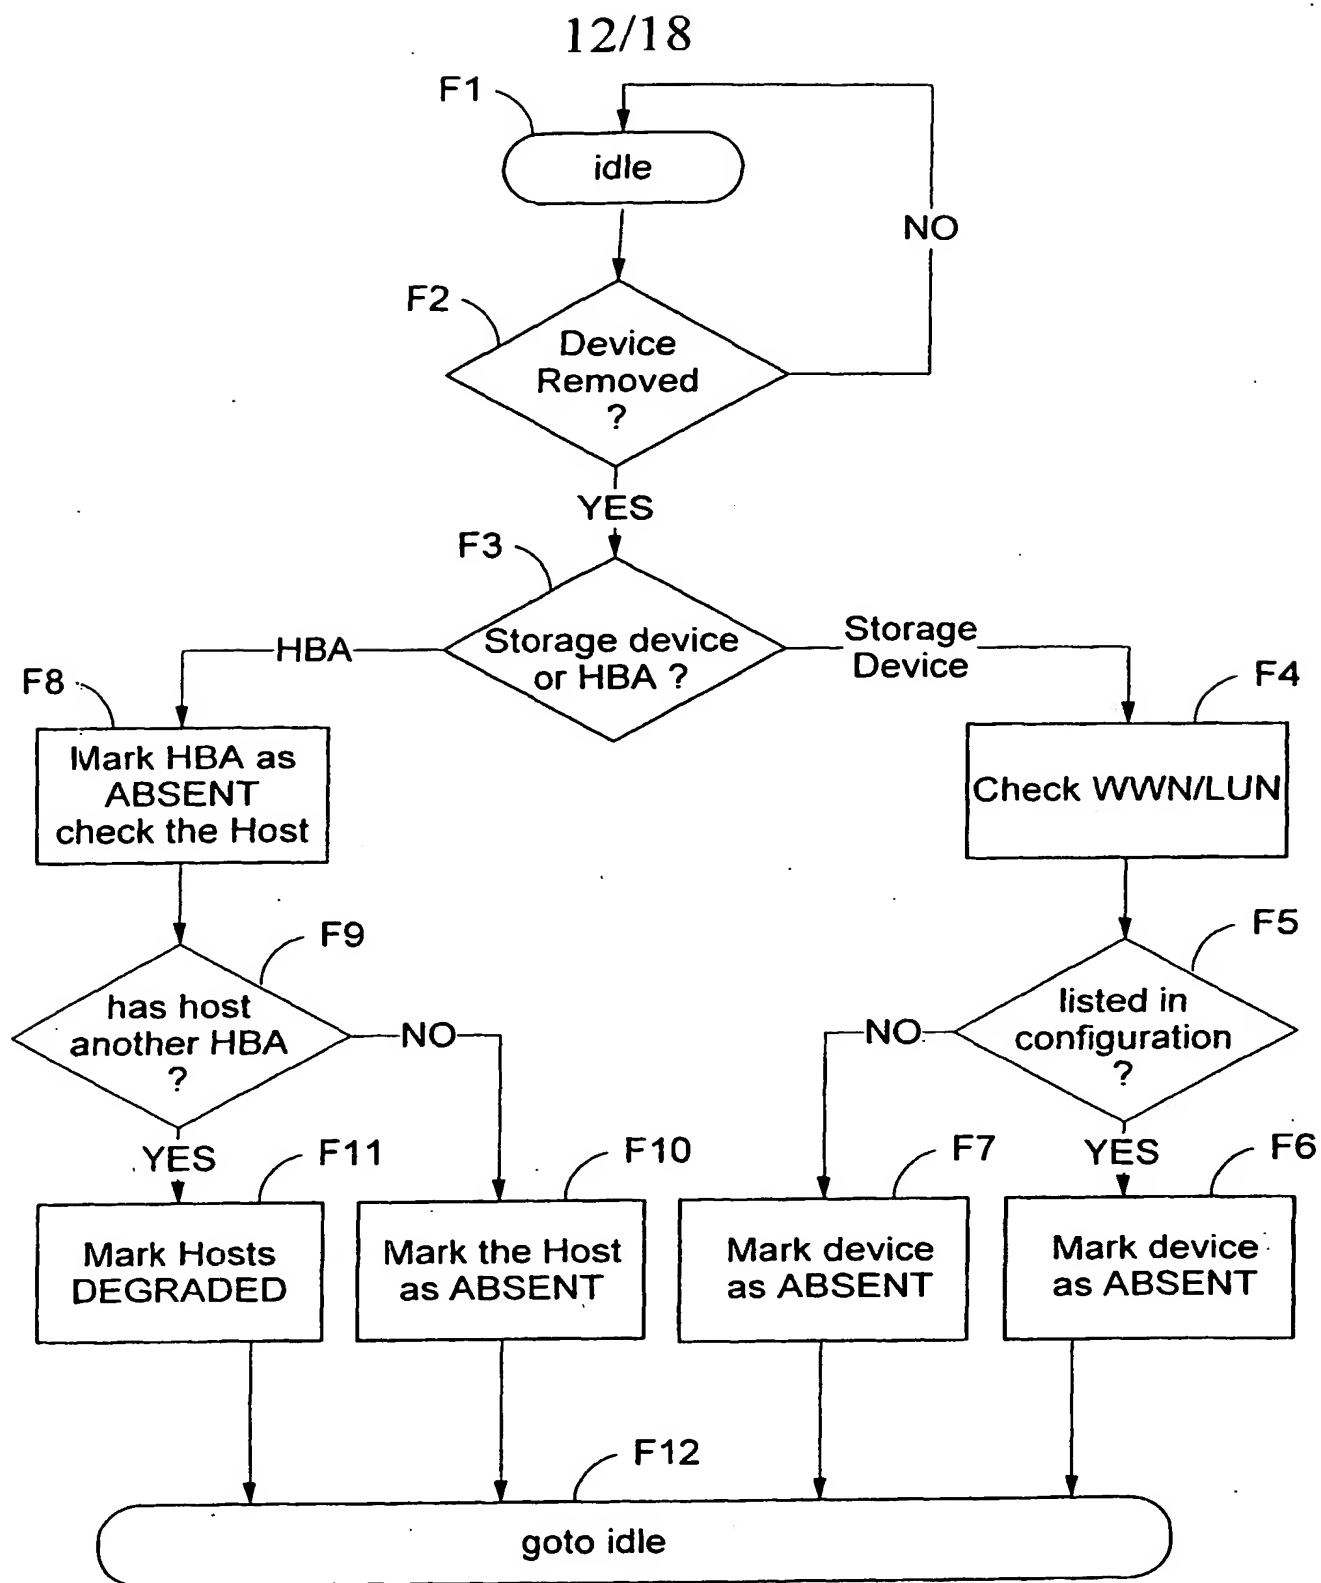 12/18
F1
idle
NO
F2
Device
Removed
?
YES
F3
Storage device
or HBA ?
HBA
Storage
Device
F8
Mark HBA as
ABSENT
check the Host
F4
Check WWN/LUN
F9
has host
another HBA
?
NO
F5
listed in
configuration
?
NO
YES
F11
Mark Hosts
DEGRADED
F10
Mark the Host
as ABSENT
F7
Mark device
as ABSENT
YES
F6
Mark device
as ABSENT
F12
goto idle